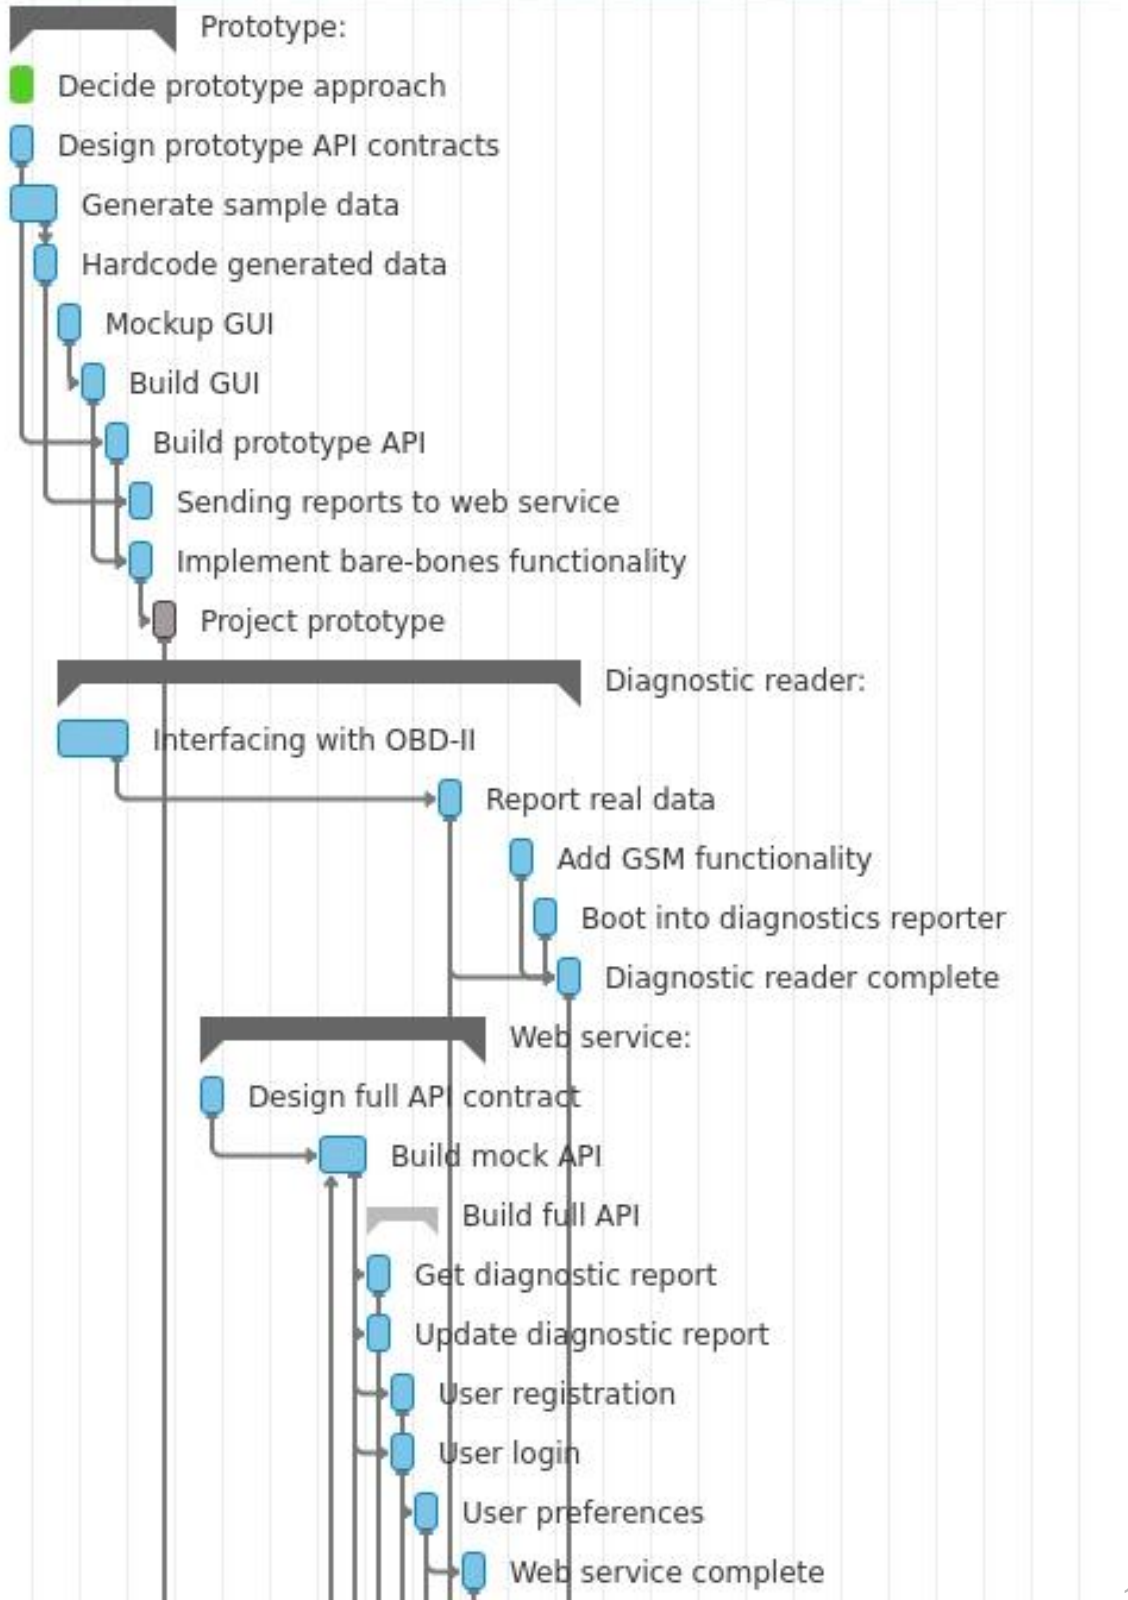 Prototype:
Decide prototype approach
Design prototype API contracts
Generate sample data
Hardcode generated data
Mockup GUI
Build GUI
Build prototype API
Sending reports to web service
Implement bare-bones functionality
Project prototype
Diagnostic reader:
Interfacing with OBD-II
Report real data
Add GSM functionality
Boot into diagnostics reporter
Diagnostic reader complete
Web service:
Design full API contract
Build mock API
Build full API
Get diagnostic report
Update diagnostic report
User registration
User login
User preferences
Web service complete